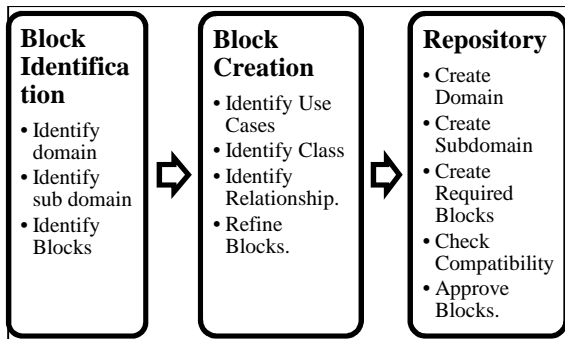 Block
Identifica
tion
• Identify
domain
• Identify
sub domain
• Identify
Blocks
Block
Creation
• Identify Use
Cases
• Identify Class
• Identify
Relationship.
• Refine
Blocks.
Repository
• Create
Domain
• Create
Subdomain
• Create
Required
Blocks
• Check
Compatibility
• Approve
Blocks.